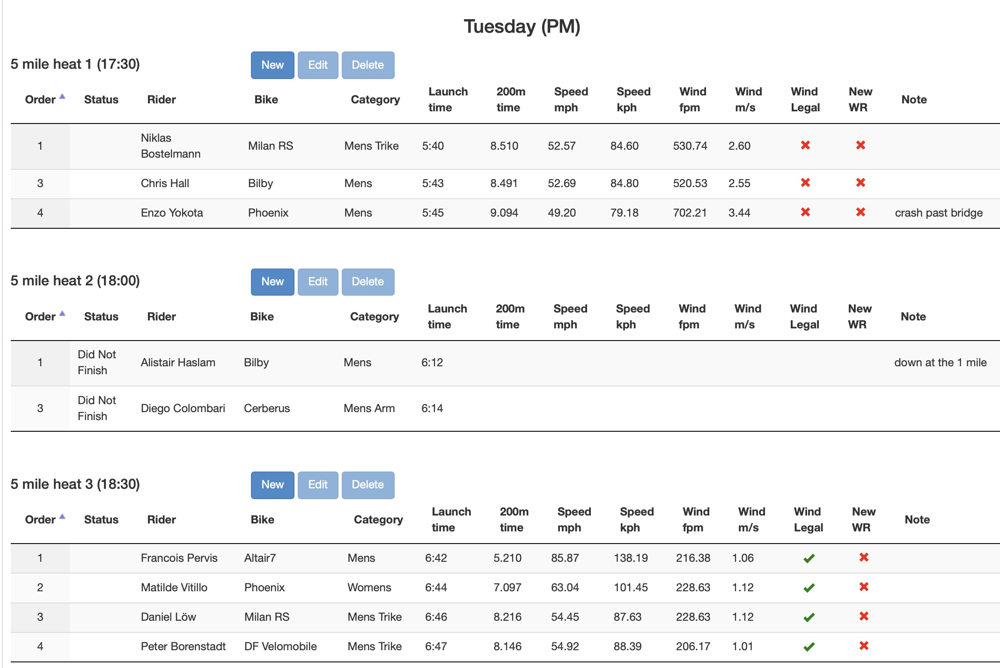 Tuesday (PM)
5 mile heat 1 (17:30) New Edit Delete
Order Status Rider Bike Category Launch time 200m time Speed mph Speed kph Wind fpm Wind m/s Wind Legal New WR Note
1 Niklas Bostelmann Milan RS Mens Trike 5:40 8.510 52.57 84.60 530.74 2.60 ✖ ✖
3 Chris Hall Bilby Mens 5:43 8.491 52.69 84.80 520.53 2.55 ✖ ✖
4 Enzo Yokota Phoenix Mens 5:45 9.094 49.20 79.18 702.21 3.44 ✖ ✖ crash past bridge
5 mile heat 2 (18:00) New Edit Delete
Order Status Rider Bike Category Launch time 200m time Speed mph Speed kph Wind fpm Wind m/s Wind Legal New WR Note
1 Did Not Finish Alistair Haslam Bilby Mens 6:12 down at the 1 mile
3 Did Not Finish Diego Colombari Cerberus Mens Arm 6:14
5 mile heat 3 (18:30) New Edit Delete
Order Status Rider Bike Category Launch time 200m time Speed mph Speed kph Wind fpm Wind m/s Wind Legal New WR Note
1 Francois Pervis Altair7 Mens 6:42 5.210 85.87 138.19 216.38 1.06 ✔ ✖
2 Matilde Vitillo Phoenix Womens 6:44 7.097 63.04 101.45 228.63 1.12 ✔ ✖
3 Daniel Löw Milan RS Mens Trike 6:46 8.216 54.45 87.63 228.63 1.12 ✔ ✖
4 Peter Borenstadt DF Velomobile Mens Trike 6:47 8.146 54.92 88.39 206.17 1.01 ✔ ✖